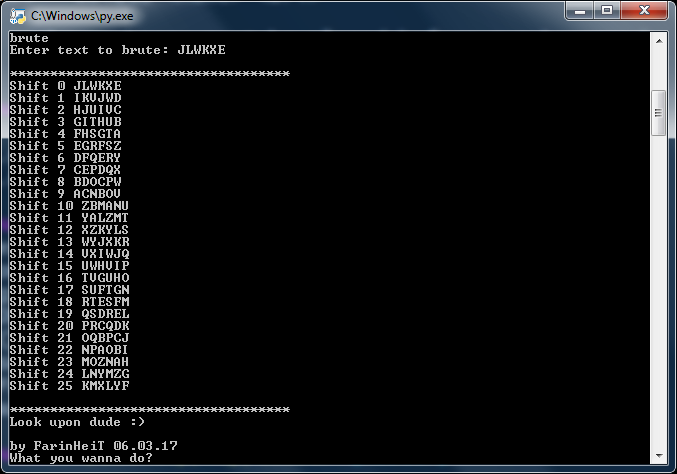 C:\Windows\py.exe
brute
Enter text to brute: JLWKXE
***********************************
Shift 0 JLWKXE
Shift 1 IKVJWD
Shift 2 HJUIVC
Shift 3 GITHUB
Shift 4 FHSGTA
Shift 5 EGRFSZ
Shift 6 DFQERY
Shift 7 CEPDQX
Shift 8 BDOCPW
Shift 9 ACNBOV
Shift 10 ZBMANU
Shift 11 YALZMT
Shift 12 XZKYLS
Shift 13 WYJXKR
Shift 14 VXIWJQ
Shift 15 UWHVIP
Shift 16 TVGUHO
Shift 17 SUFTGN
Shift 18 RTESFM
Shift 19 QSDREL
Shift 20 PRCQDK
Shift 21 OQBPCJ
Shift 22 NPAOBI
Shift 23 MOZNAH
Shift 24 LNYMZG
Shift 25 KMXLYF
***********************************
Look upon dude :)
by FarinHeiT 06.03.17
What you wanna do?